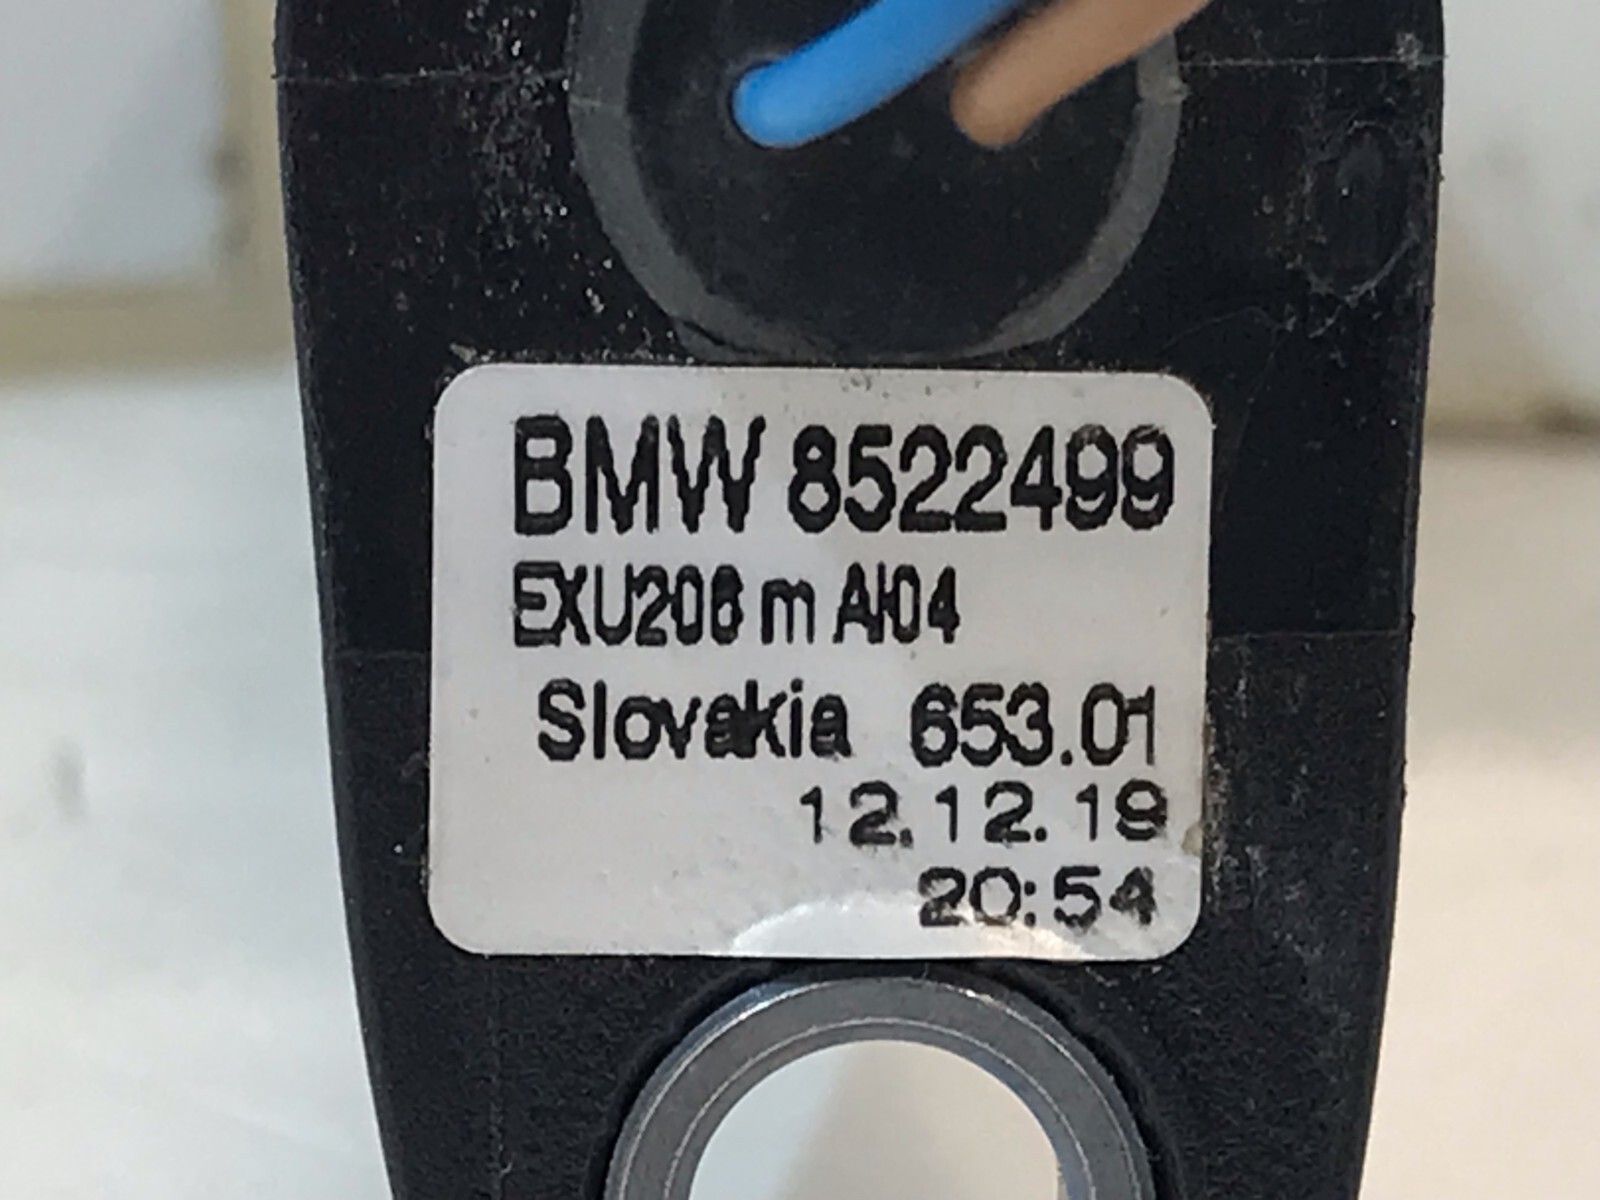 BMW 8522499
EXU206 m AI04
Slovakia 653.01
12.12.19
20:54